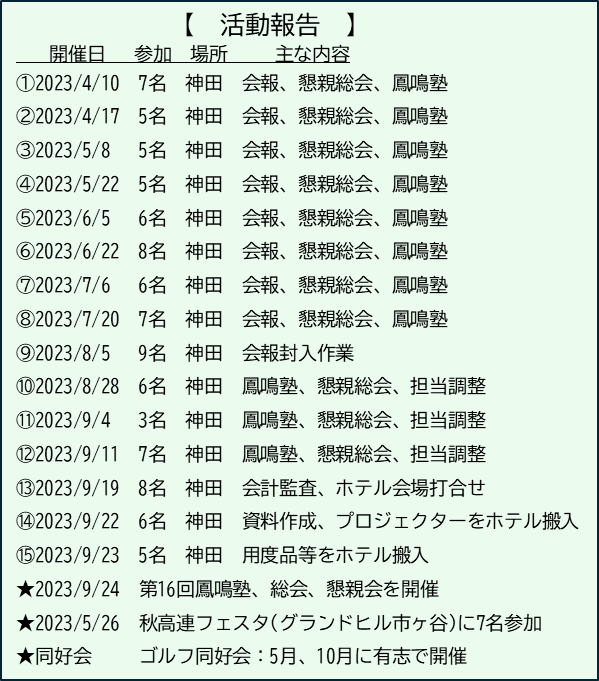 【　活動報告　】
開催日　参加　場所　主な内容
①2023/4/10　7名　神田　会報、懇親総会、鳳鳴塾
②2023/4/17　5名　神田　会報、懇親総会、鳳鳴塾
③2023/5/8　5名　神田　会報、懇親総会、鳳鳴塾
④2023/5/22　5名　神田　会報、懇親総会、鳳鳴塾
⑤2023/6/5　6名　神田　会報、懇親総会、鳳鳴塾
⑥2023/6/22　8名　神田　会報、懇親総会、鳳鳴塾
⑦2023/7/6　6名　神田　会報、懇親総会、鳳鳴塾
⑧2023/7/20　7名　神田　会報、懇親総会、鳳鳴塾
⑨2023/8/5　9名　神田　会報封入作業
⑩2023/8/28　6名　神田　鳳鳴塾、懇親総会、担当調整
⑪2023/9/4　3名　神田　鳳鳴塾、懇親総会、担当調整
⑫2023/9/11　7名　神田　鳳鳴塾、懇親総会、担当調整
⑬2023/9/19　8名　神田　会計監査、ホテル会場打合せ
⑭2023/9/22　6名　神田　資料作成、プロジェクターをホテル搬入
⑮2023/9/23　5名　神田　用度品等をホテル搬入
★2023/9/24　第16回鳳鳴塾、総会、懇親会を開催
★2023/5/26　秋高連フェスタ(グランドヒル市ヶ谷)に7名参加
★同好会　ゴルフ同好会：5月、10月に有志で開催